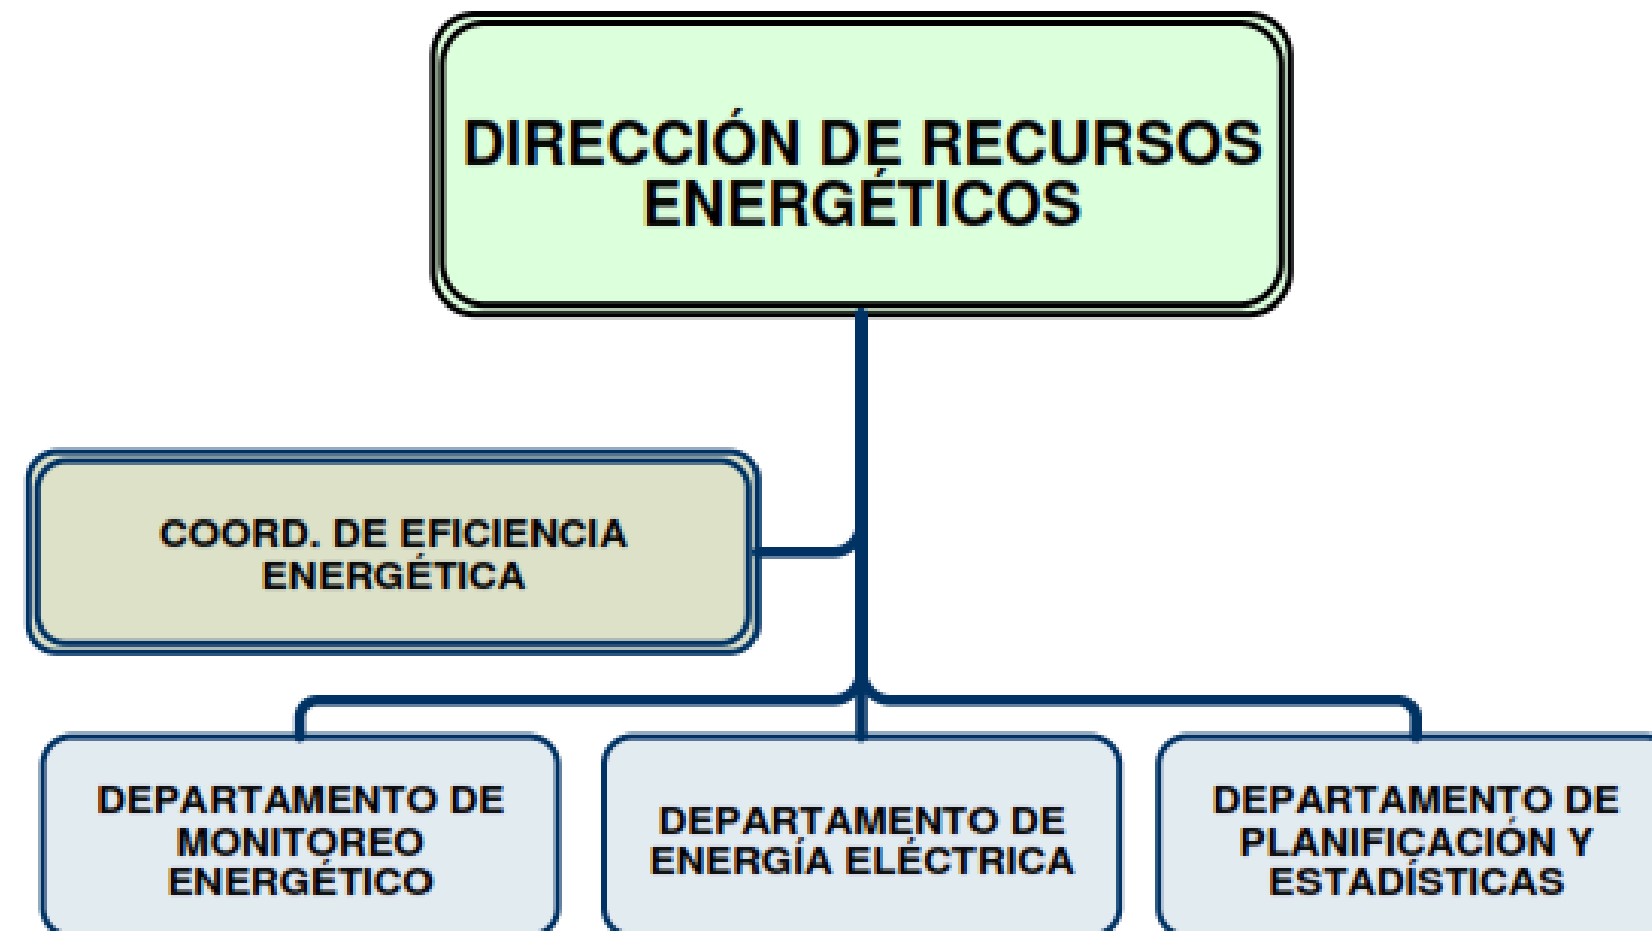 DIRECCIÓN DE RECURSOS
ENERGÉTICOS
COORD. DE EFICIENCIA
ENERGÉTICA
DEPARTAMENTO DE
MONITOREO
ENERGÉTICO
DEPARTAMENTO DE
ENERGÍA ELÉCTRICA
DEPARTAMENTO DE
PLANIFICACIÓN Y
ESTADÍSTICAS